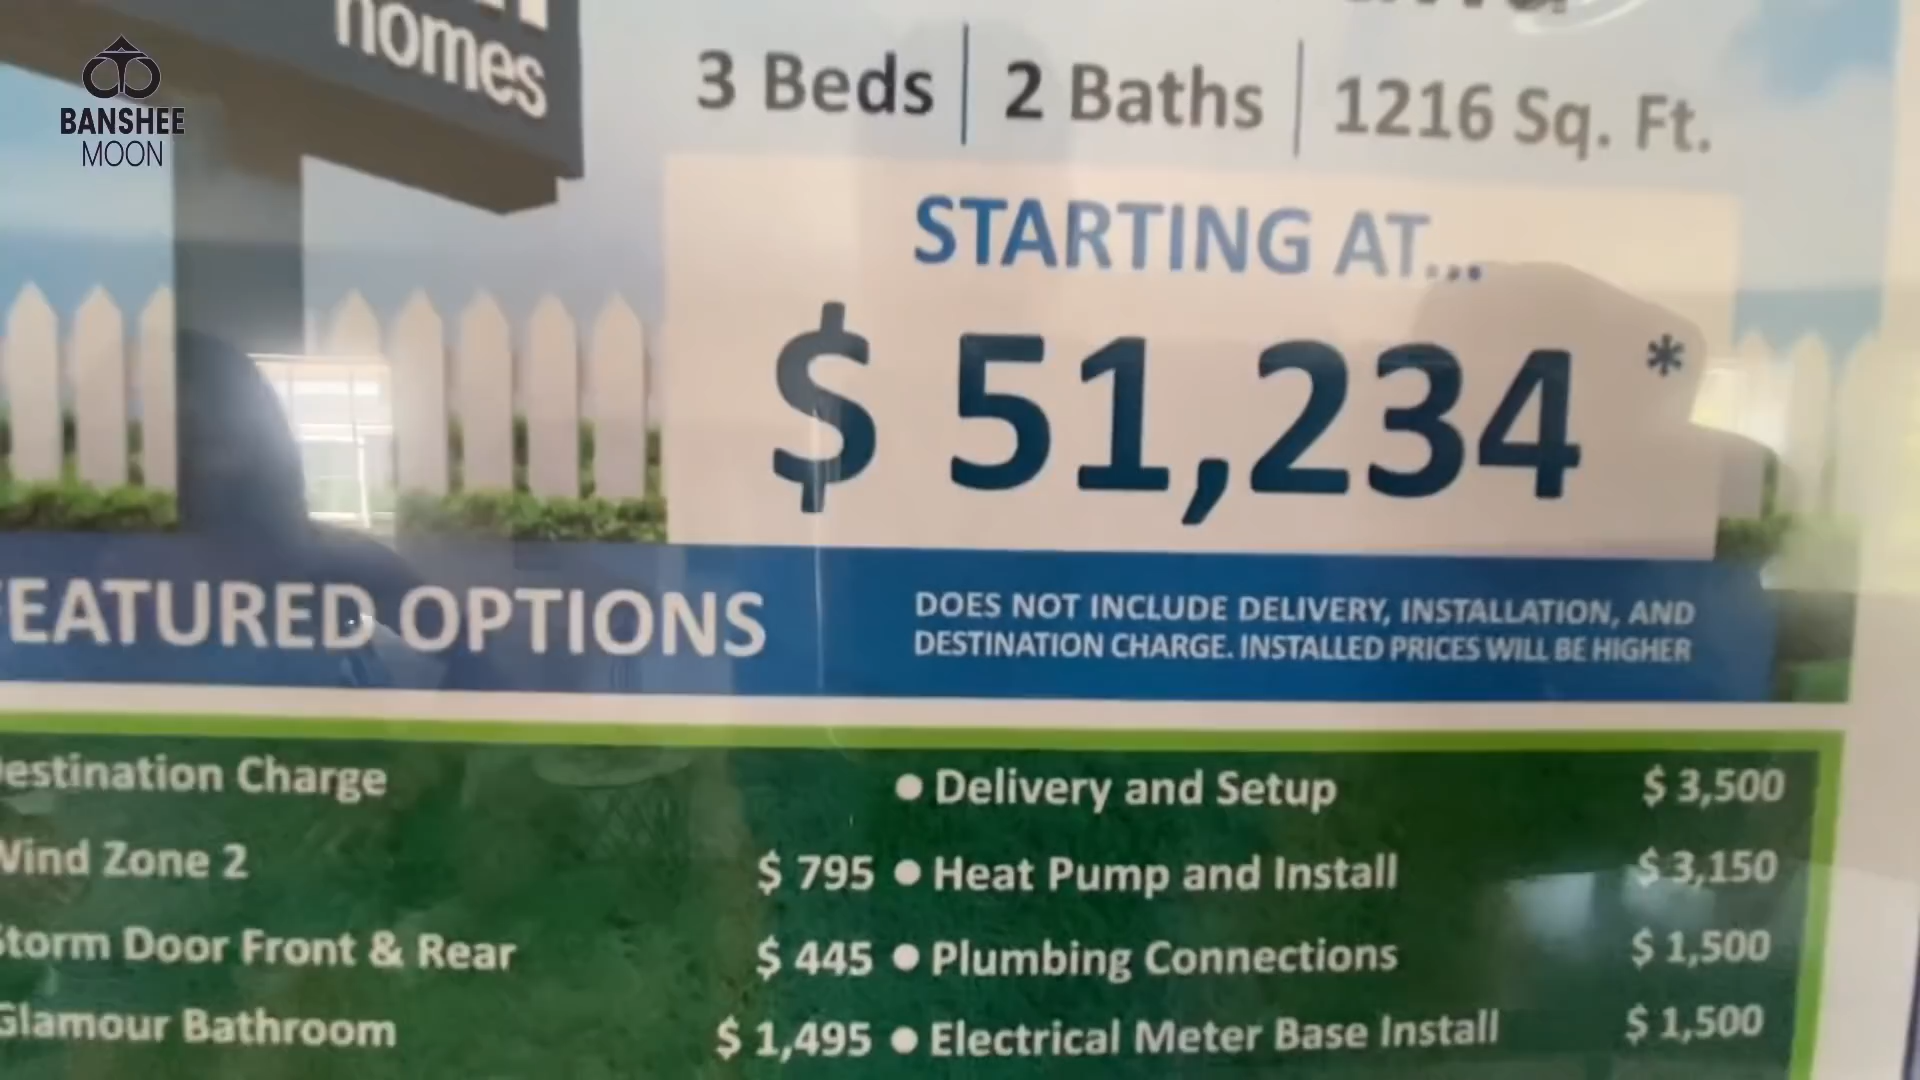 homes
BANSHEE
MOON
3 Beds | 2 Baths | 1216 Sq. Ft.
STARTING AT...
$ 51,234 *
FEATURED OPTIONS
DOES NOT INCLUDE DELIVERY, INSTALLATION, AND
DESTINATION CHARGE. INSTALLED PRICES WILL BE HIGHER
Destination Charge
• Delivery and Setup $ 3,500
Wind Zone 2 $ 795
• Heat Pump and Install $ 3,150
Storm Door Front & Rear $ 445
• Plumbing Connections $ 1,500
Glamour Bathroom $ 1,495
• Electrical Meter Base Install $ 1,500